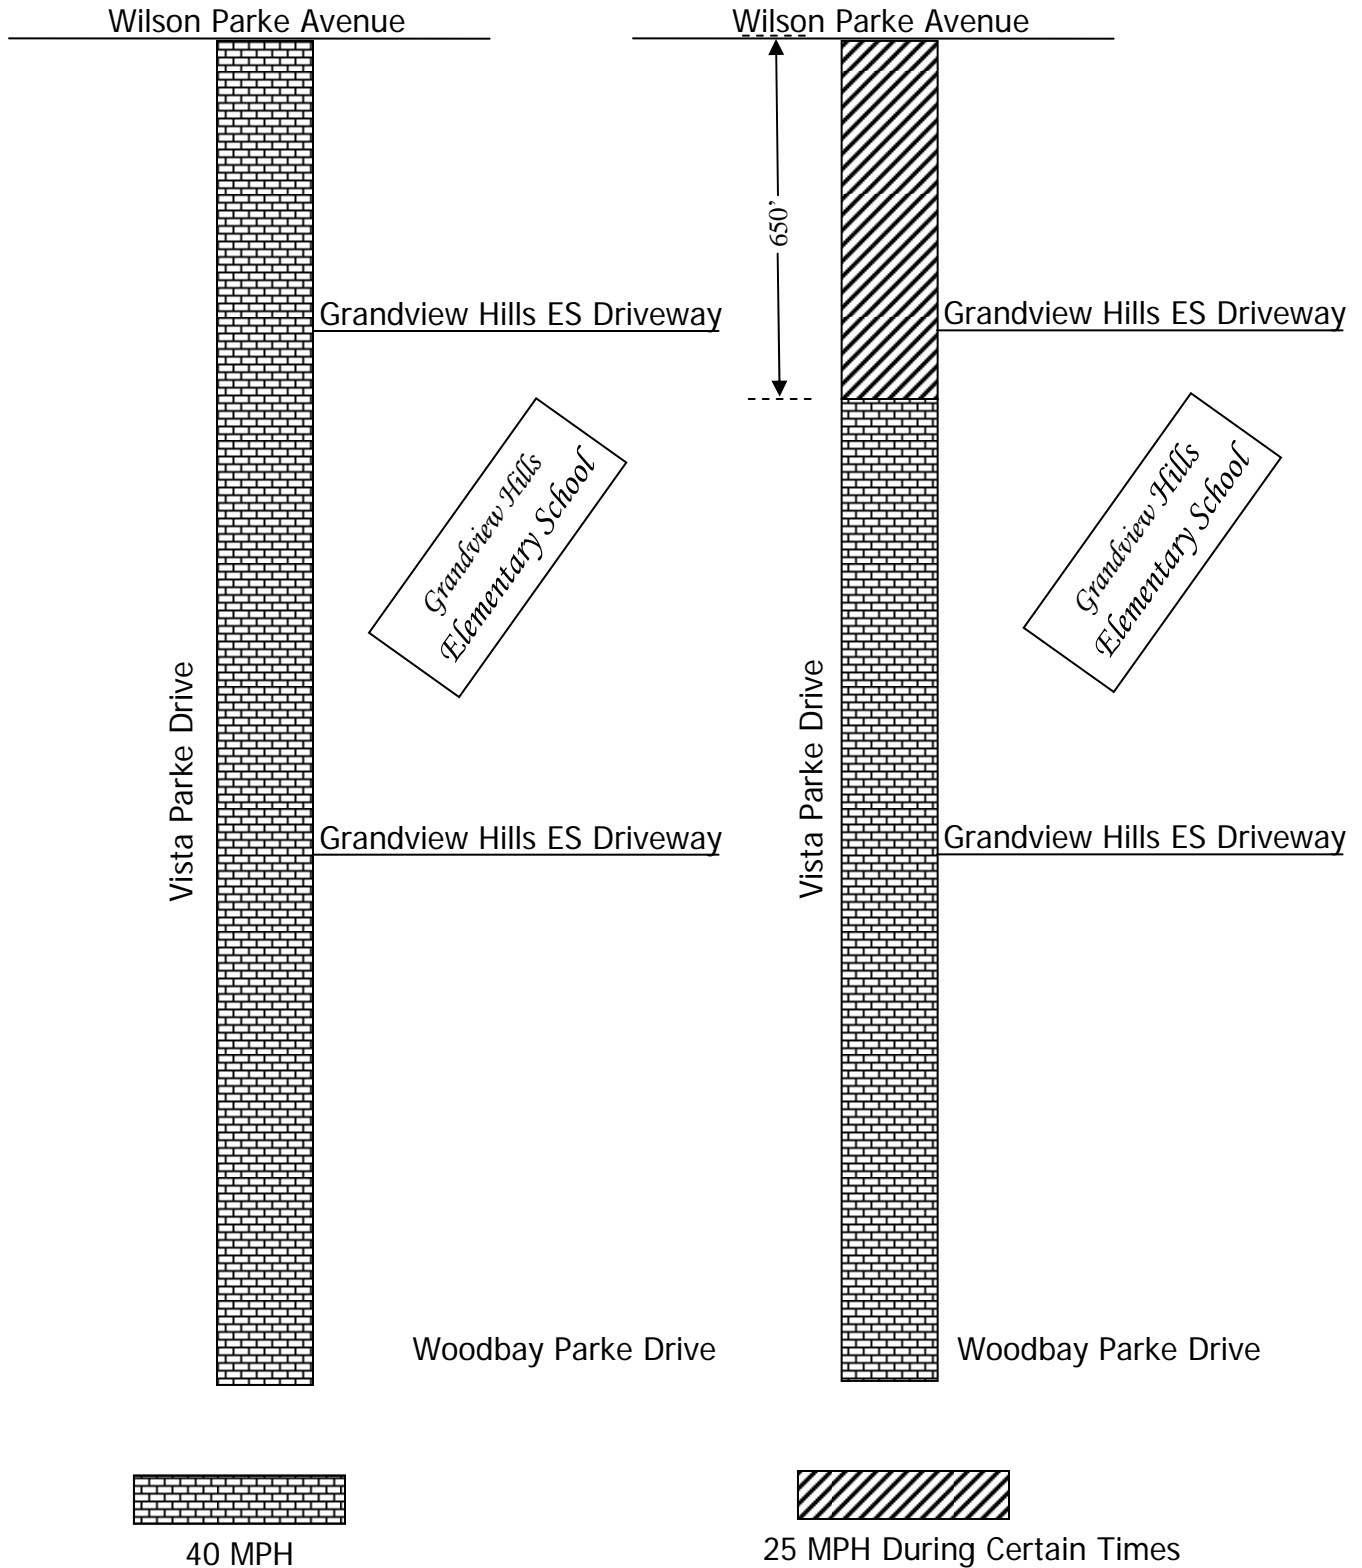 Wilson Parke Avenue
Wilson Parke Avenue
650’
Grandview Hills ES Driveway
Grandview Hills ES Driveway
Grandview Hills
Elementary School
Grandview Hills
Elementary School
Vista Parke Drive
Vista Parke Drive
Grandview Hills ES Driveway
Grandview Hills ES Driveway
Woodbay Parke Drive
Woodbay Parke Drive
40 MPH
25 MPH During Certain Times